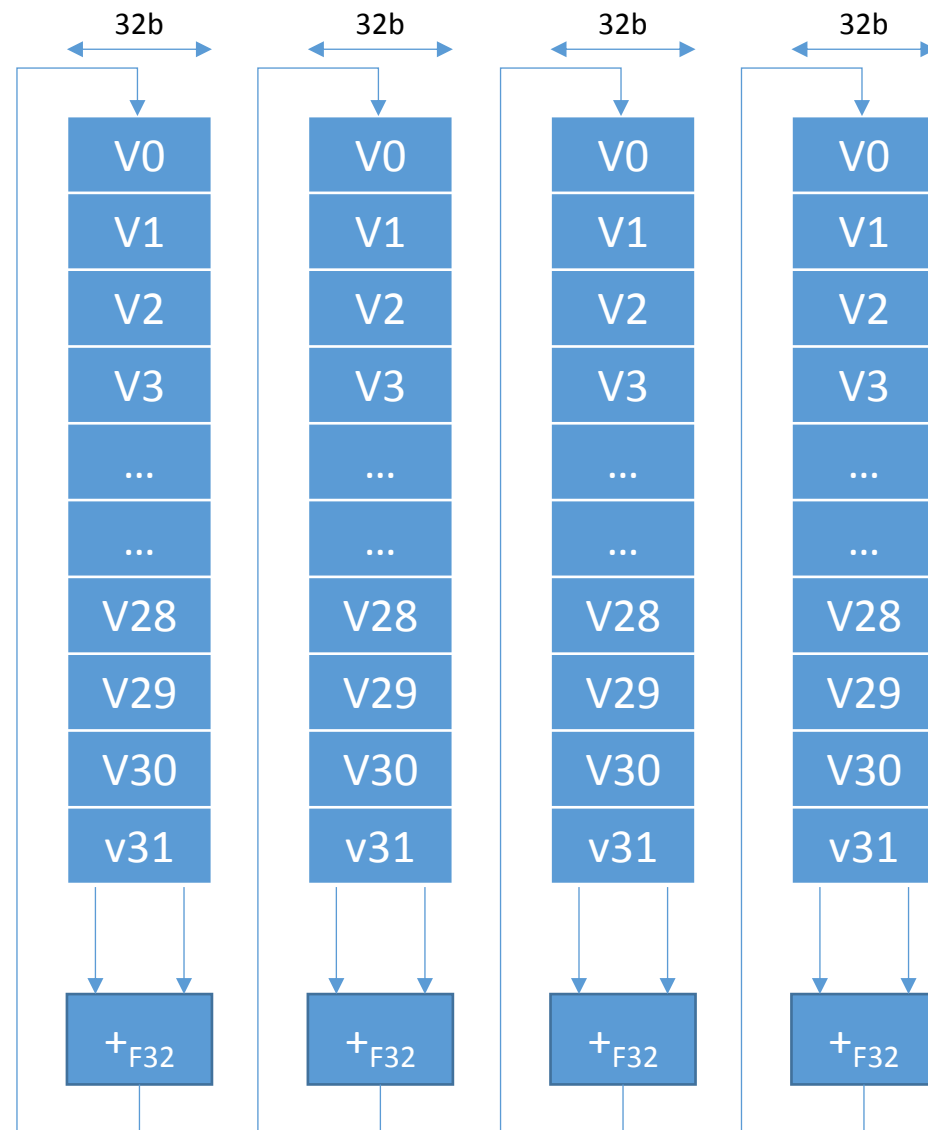 32b 32b 32b 32b
V0 V0 V0 V0
V1 V1 V1 V1
V2 V2 V2 V2
V3 V3 V3 V3
... ... ... ...
... ... ... ...
V28 V28 V28 V28
V29 V29 V29 V29
V30 V30 V30 V30
v31 v31 v31 v31
+F32 +F32 +F32 +F32